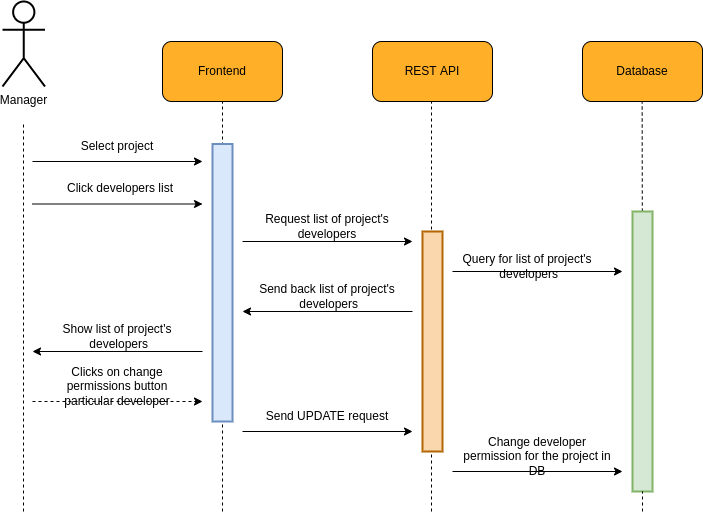 Manager
Frontend
REST API
Database
Select project
Click developers list
Request list of project's
developers
Query for list of project's
developers
Send back list of project's
developers
Show list of project's
developers
Clicks on change
permissions button
particular developer
Send UPDATE request
Change developer
permission for the project in
DB